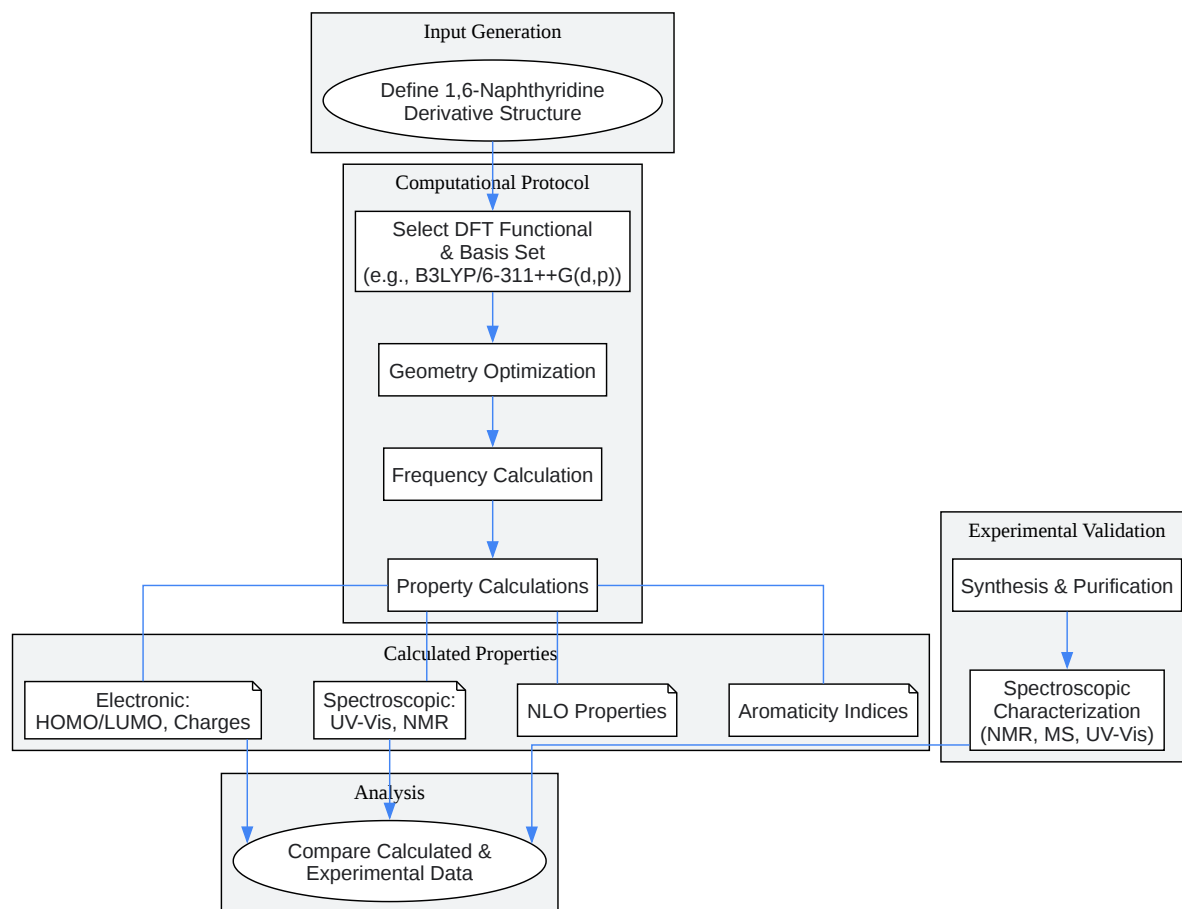 Input Generation
Define 1,6-Naphthyridine
Derivative Structure
Computational Protocol
Select DFT Functional
& Basis Set
(e.g., B3LYP/6-311++G(d,p))
Geometry Optimization
Frequency Calculation
Property Calculations
Experimental Validation
Synthesis & Purification
Spectroscopic
Characterization
(NMR, MS, UV-Vis)
Calculated Properties
Electronic:
HOMO/LUMO, Charges
Spectroscopic:
UV-Vis, NMR
NLO Properties
Aromaticity Indices
Analysis
Compare Calculated &
Experimental Data